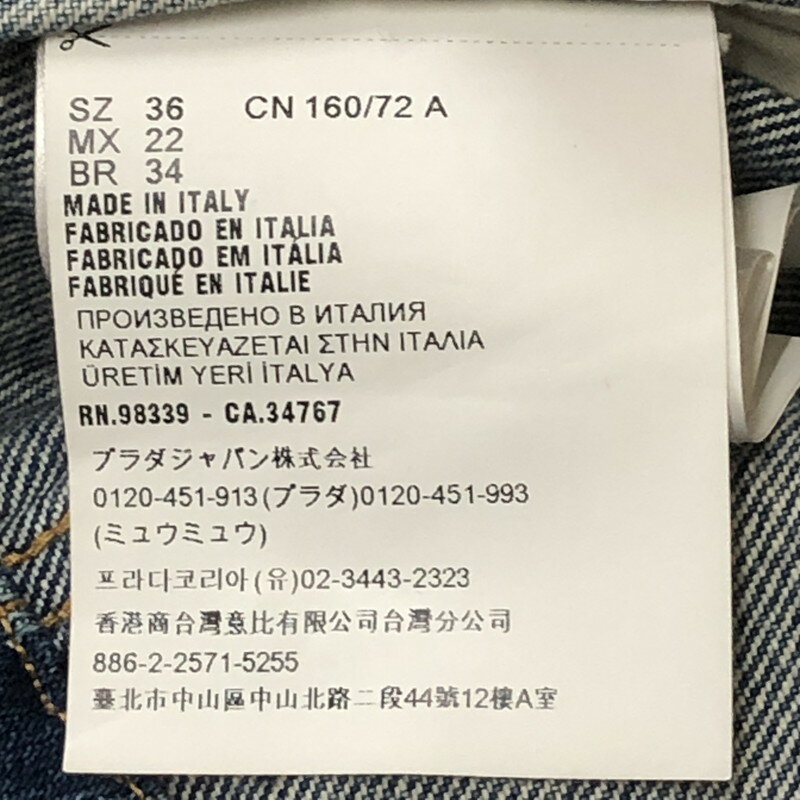 SZ 36 CN 160/72 A
MX 22
BR 34
MADE IN ITALY
FABRICADO EN ITALIA
FABRICADO EM ITÁLIA
FABRIQUÉ EN ITALIE
ПРОИЗВЕДЕНО В ИТАЛИЯ
ΚΑΤΑΣΚΕΥΑΖΕΤΑΙ ΣΤΗΝ ΙΤΑΛΙΑ
ÜRETİM YERİ İTALYA
RN.98339 - CA.34767
プラダジャパン株式会社
0120-451-913(プラダ)0120-451-993
(ミュウミュウ)
프라다코리아(유)02-3443-2323
香港商台灣意比有限公司台灣分公司
886-2-2571-5255
臺北市中山區中山北路二段44號12樓A室